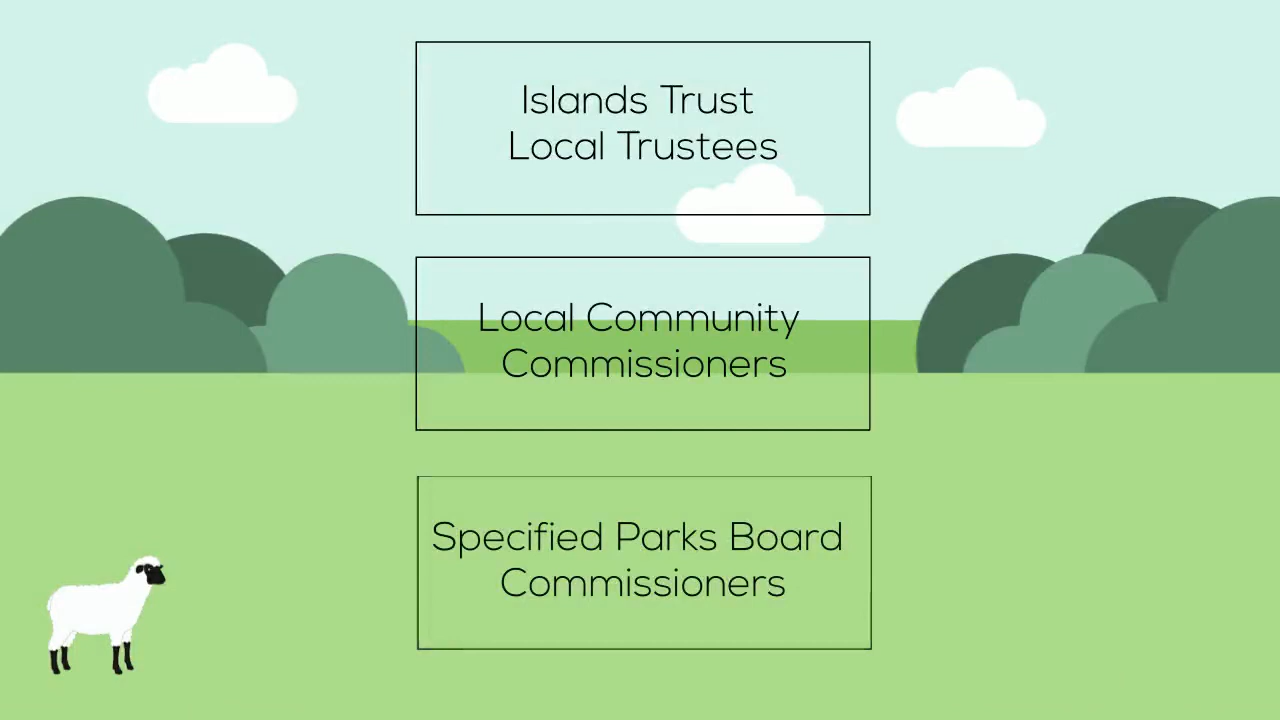 Islands Trust
Local Trustees
Local Community
Commissioners
Specified Parks Board
Commissioners